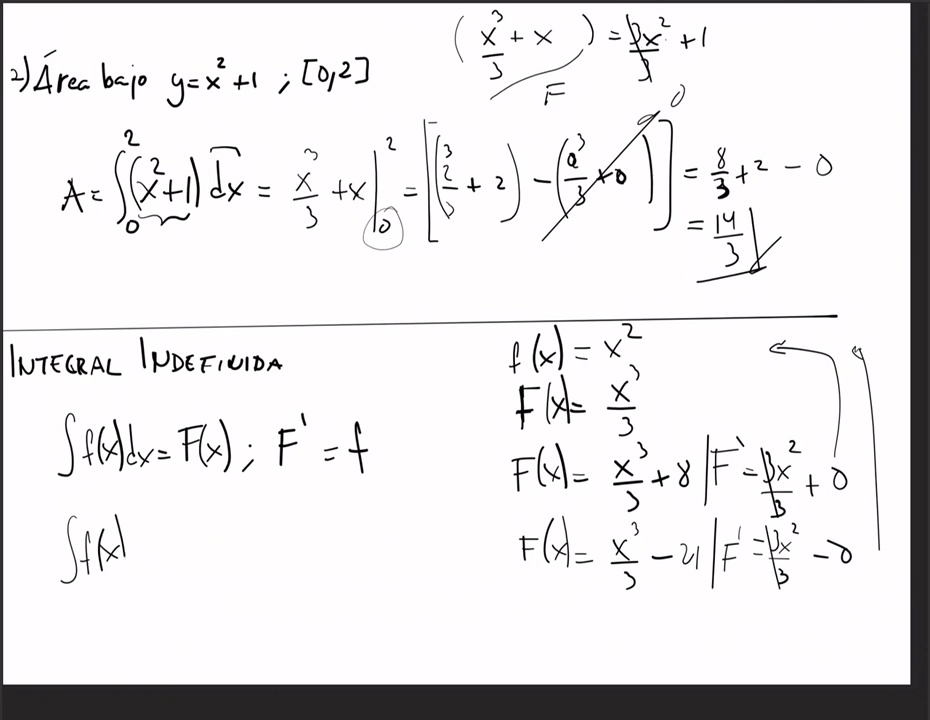 (x³/3 + x) = 3x²/3 + 1
F
2) Área bajo y=x²+1 ; [0,2]
0
A = ∫₀² (x²+1) dx = x³/3 + x |₀² = [(2³/3 + 2) − (0³/3 + 0)] = 8/3 + 2 − 0
= 14/3
INTEGRAL INDEFINIDA
f(x) = x²
F(x) = x³/3
∫f(x)dx = F(x) ; F' = f
F(x) = x³/3 + 8 | F' = 3x²/3 + 0
∫f(x)
F(x) = x³/3 − 21 | F' = 3x²/3 − 0